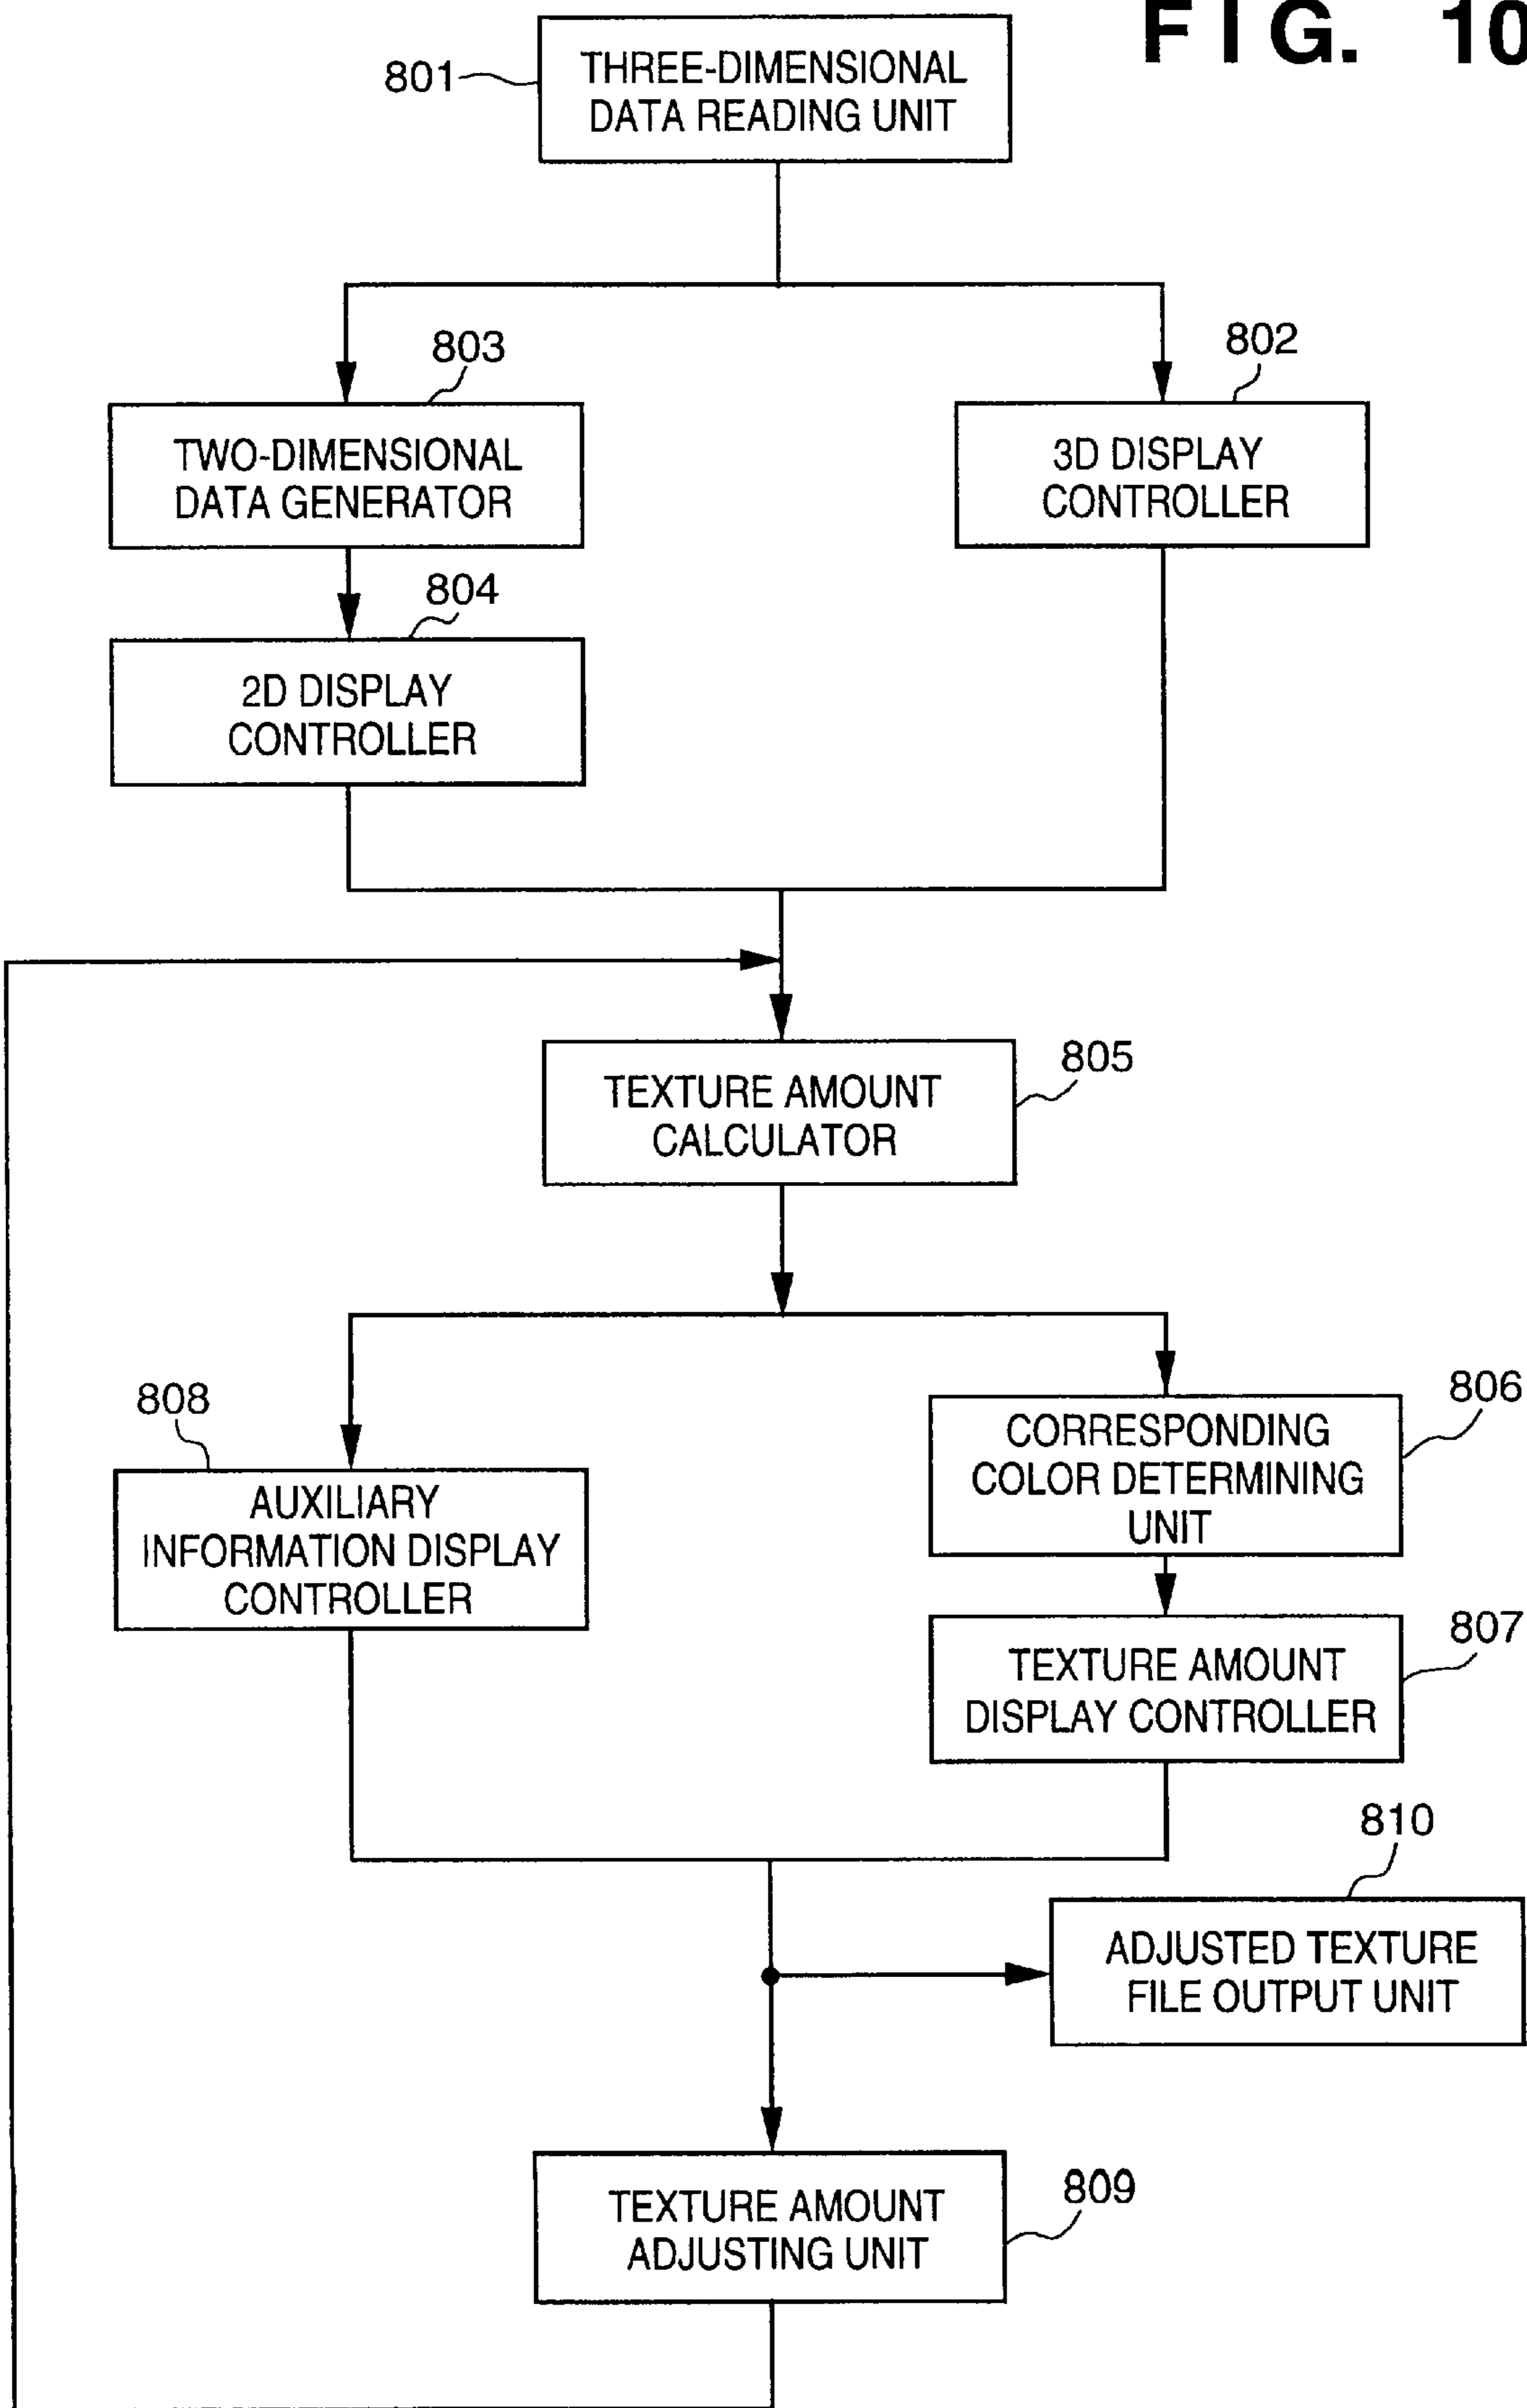 FIG. 10
801
THREE-DIMENSIONAL
DATA READING UNIT
803
802
TWO-DIMENSIONAL
DATA GENERATOR
3D DISPLAY
CONTROLLER
804
2D DISPLAY
CONTROLLER
805
TEXTURE AMOUNT
CALCULATOR
808
806
AUXILIARY
INFORMATION DISPLAY
CONTROLLER
CORRESPONDING
COLOR DETERMINING
UNIT
807
TEXTURE AMOUNT
DISPLAY CONTROLLER
810
ADJUSTED TEXTURE
FILE OUTPUT UNIT
809
TEXTURE AMOUNT
ADJUSTING UNIT